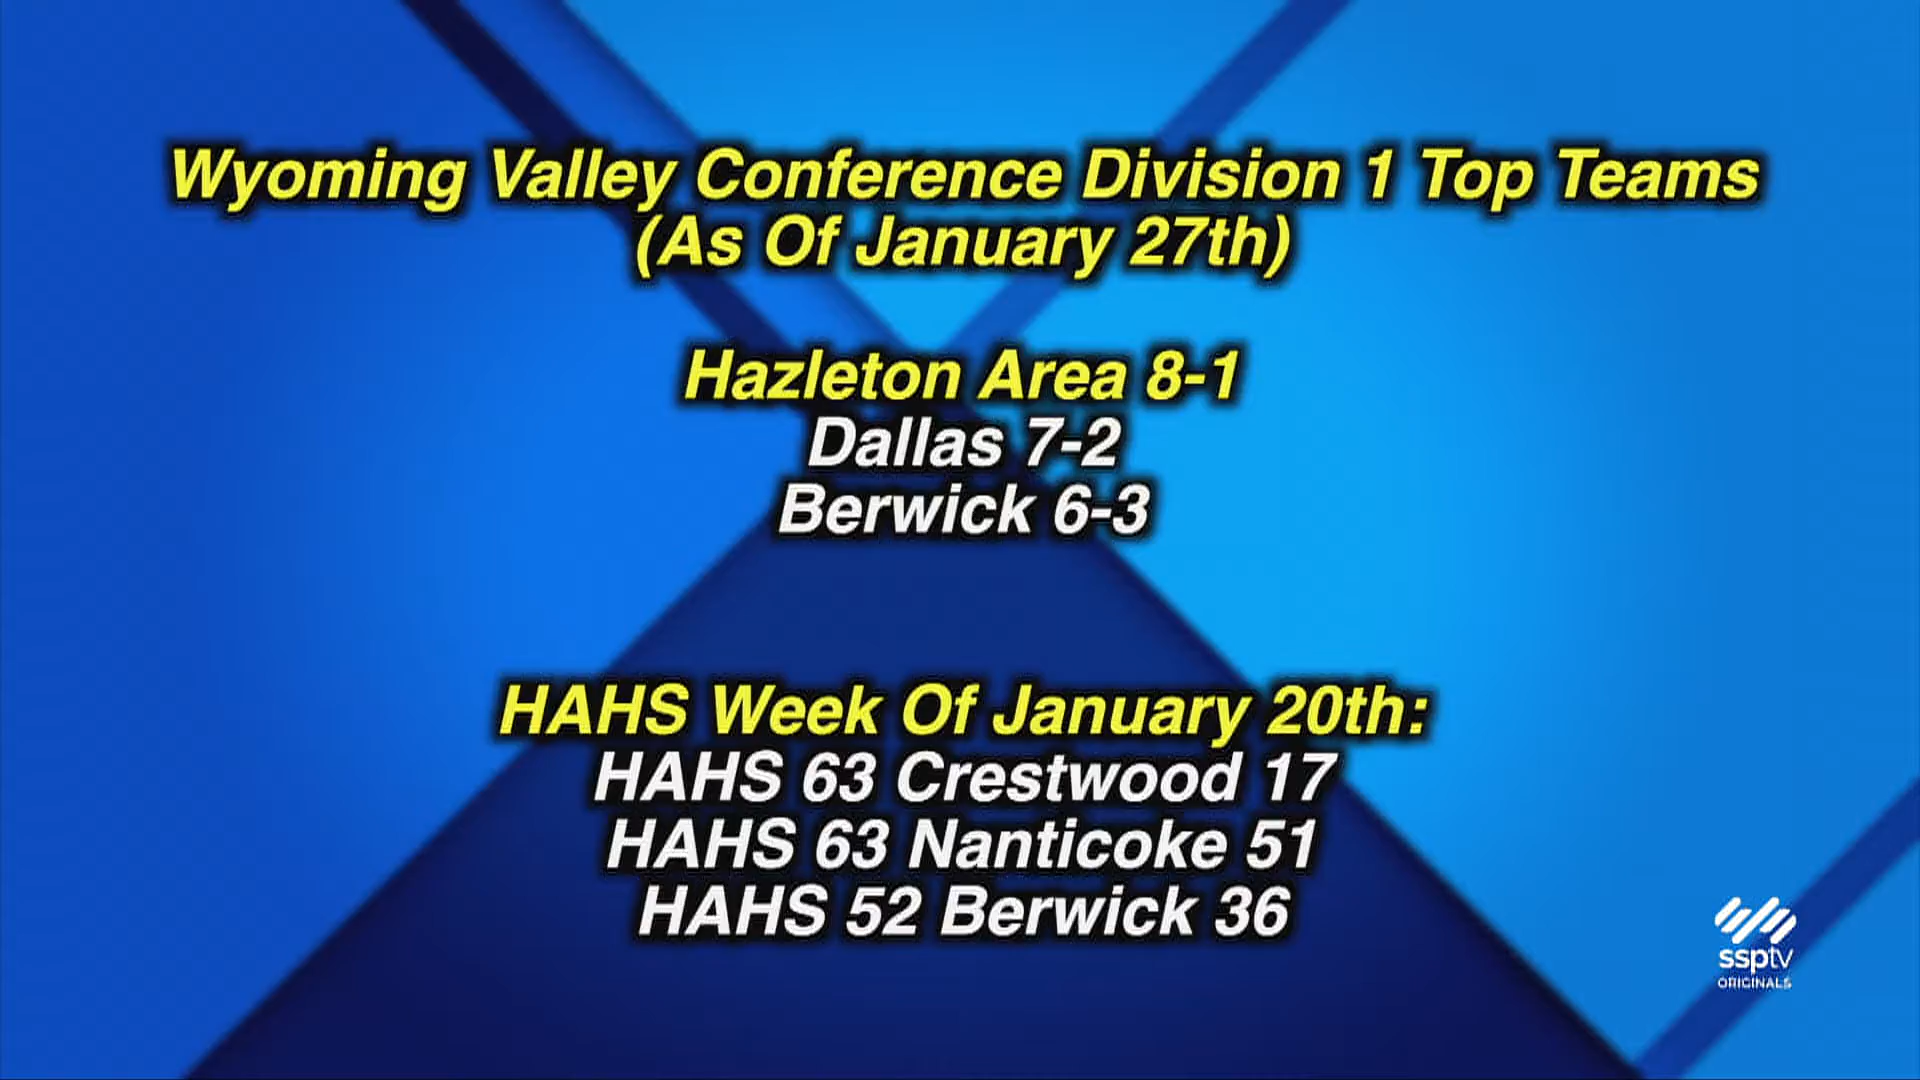 Wyoming Valley Conference Division 1 Top Teams
(As Of January 27th)
Hazleton Area 8-1
Dallas 7-2
Berwick 6-3
HAHS Week Of January 20th:
HAHS 63 Crestwood 17
HAHS 63 Nanticoke 51
HAHS 52 Berwick 36
ssptv
ORIGINALS